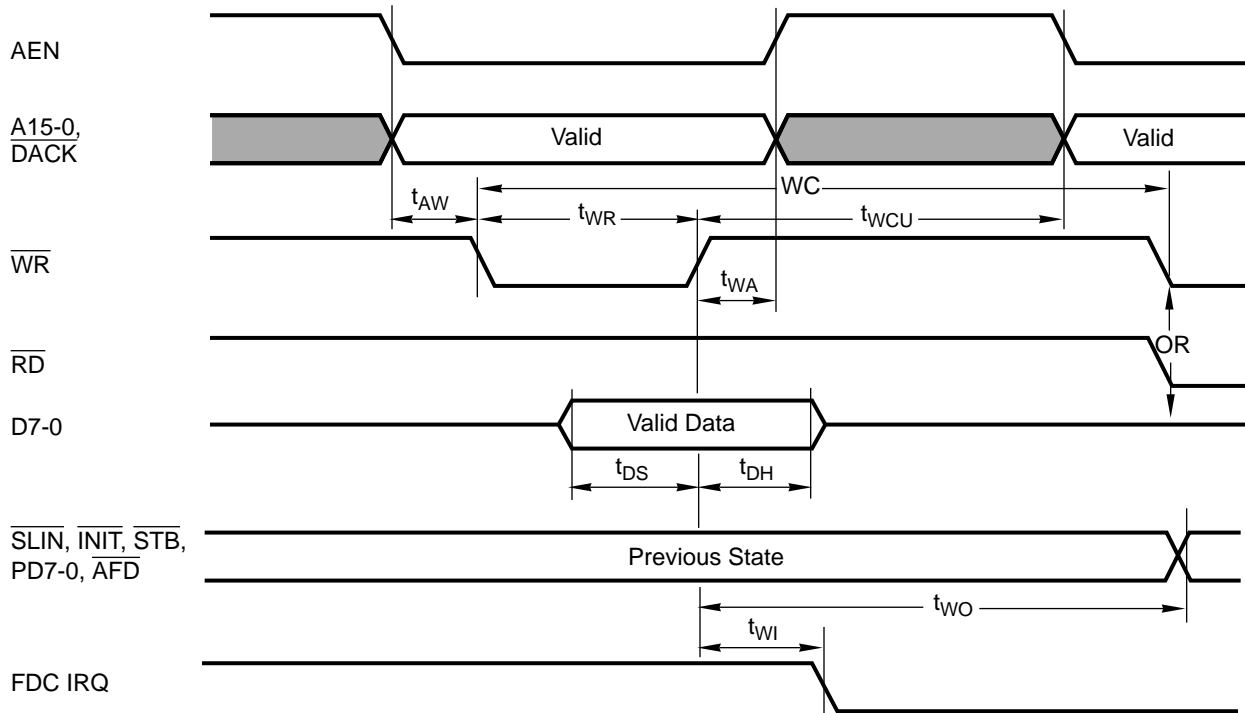 AEN
A15-0,
DACK
Valid
Valid
WC
tAW
tWR
tWCU
WR
tWA
OR
RD
D7-0
Valid Data
tDS
tDH
SLIN, INIT, STB,
PD7-0, AFD
Previous State
tWO
tWI
FDC IRQ